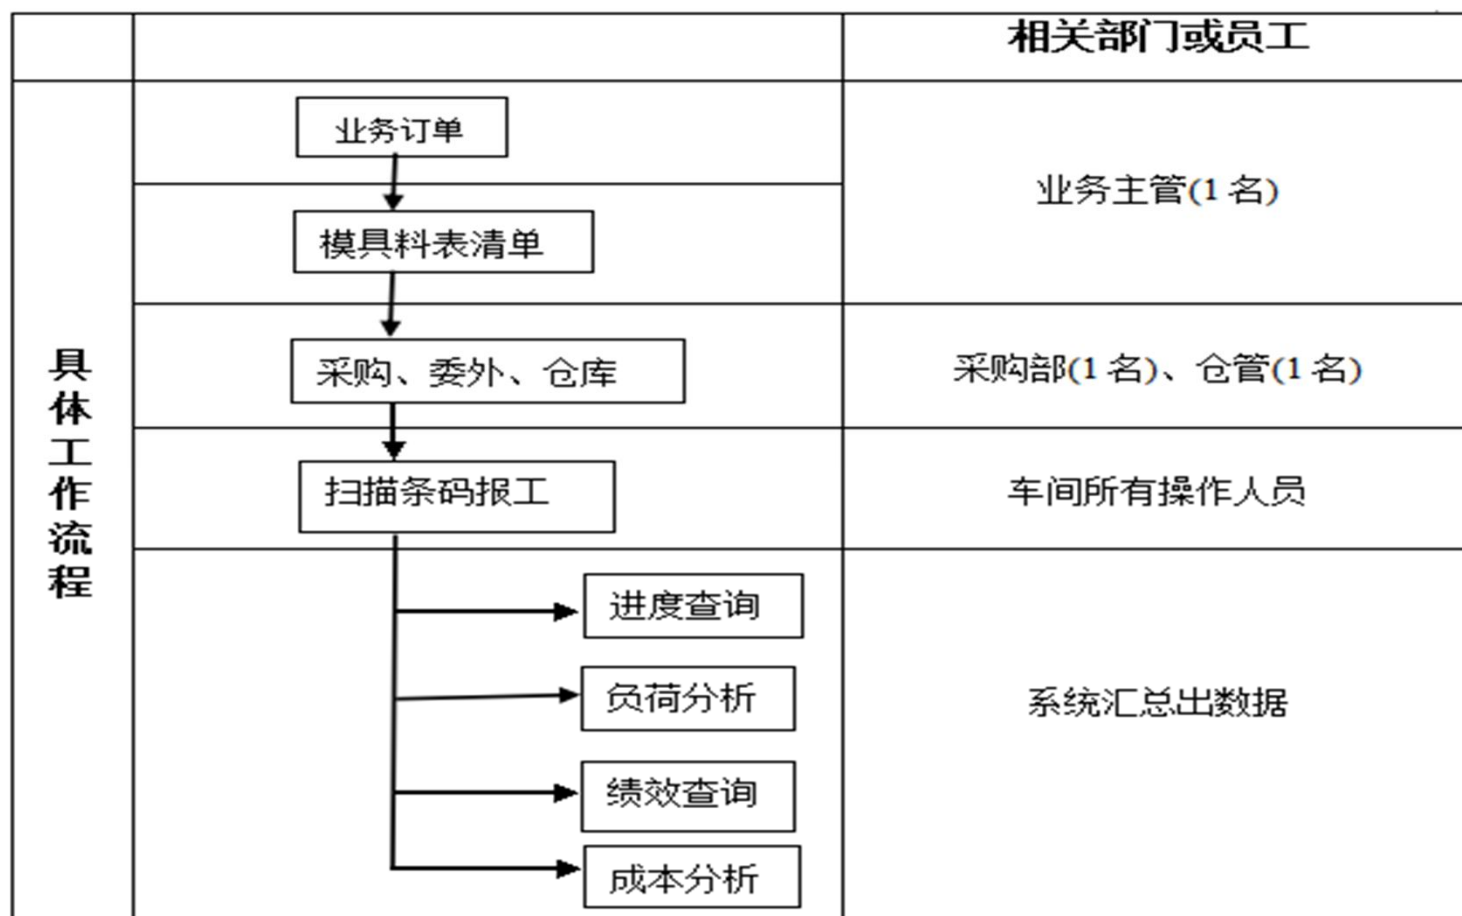 相关部门或员工
具体工作流程
业务订单
业务主管(1 名)
模具料表清单
采购、委外、仓库
采购部(1 名)、仓管(1 名)
扫描条码报工
车间所有操作人员
进度查询
负荷分析
系统汇总出数据
绩效查询
成本分析